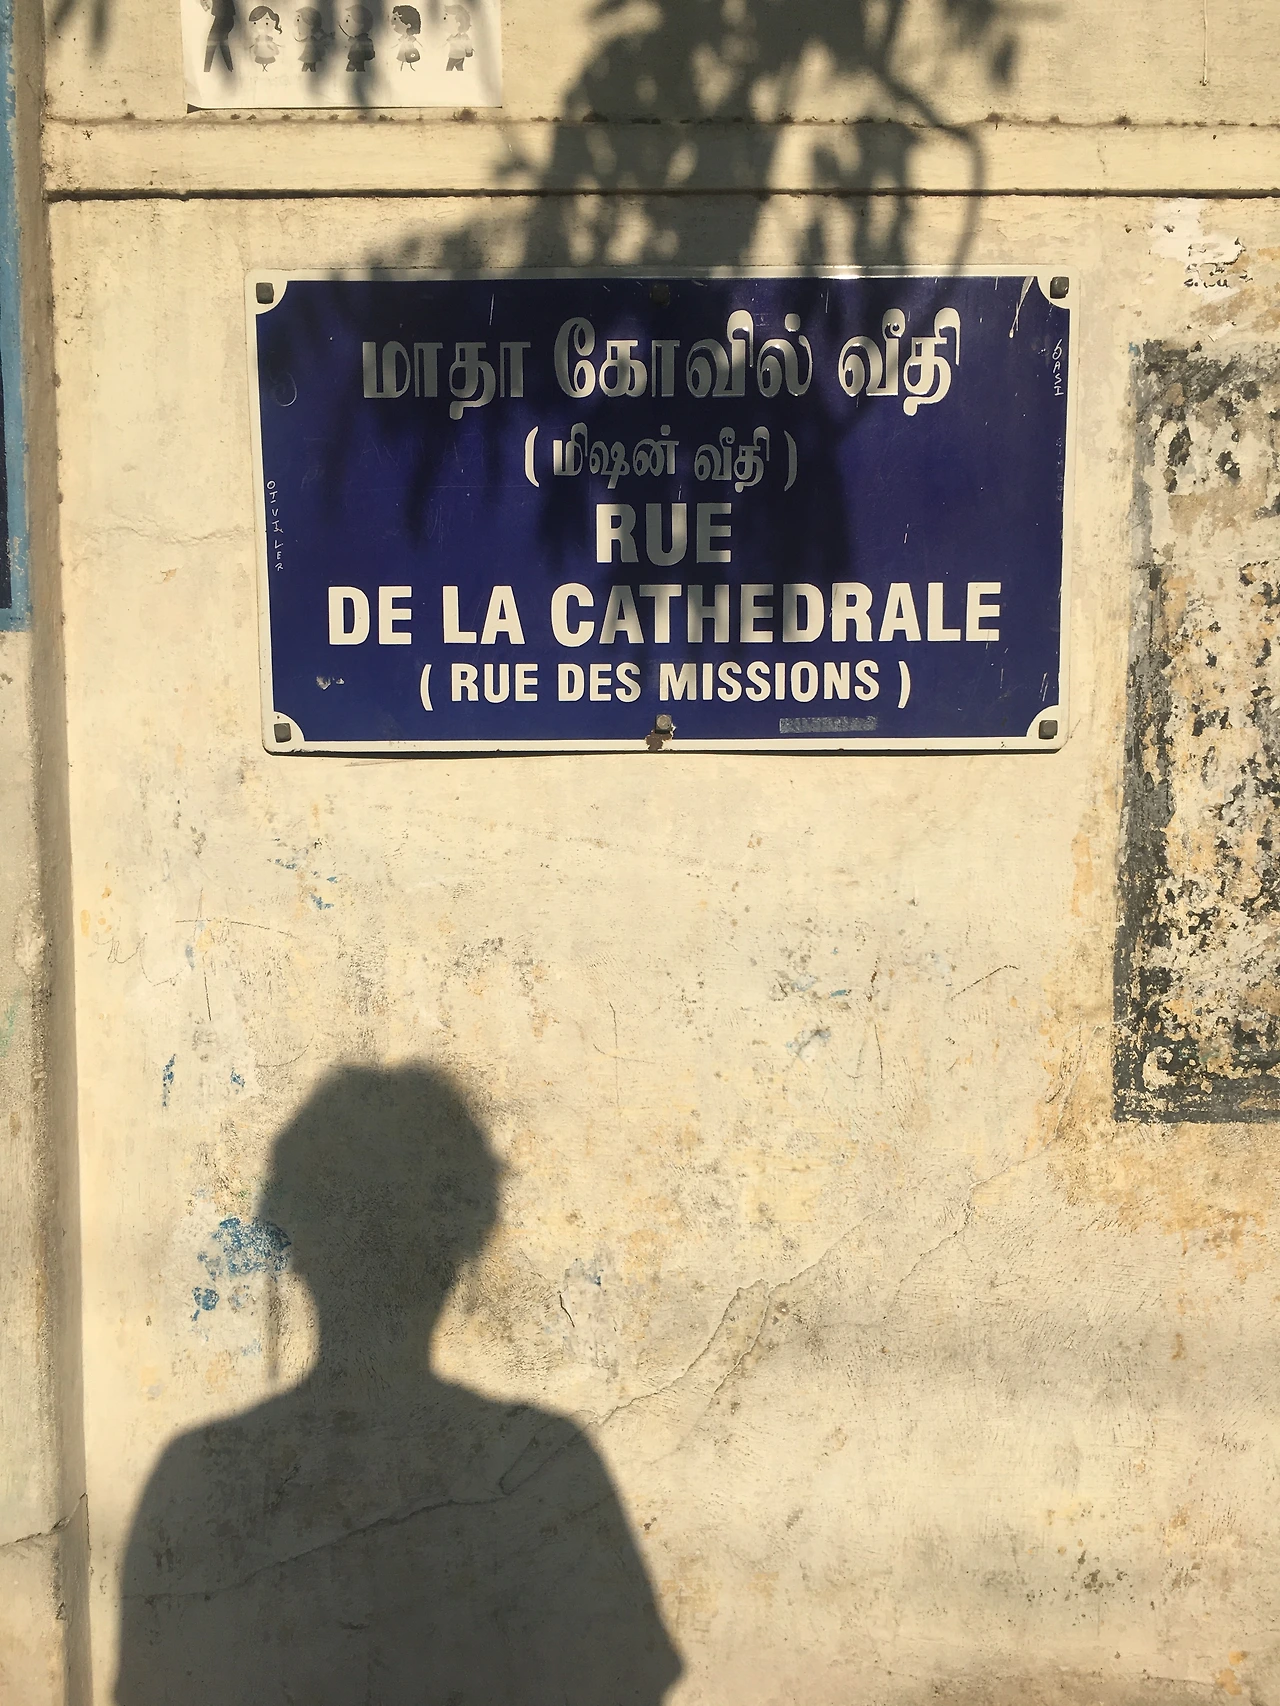 மாதா கோவில் வீதி
( மிஷன் வீதி )
RUE
DE LA CATHEDRALE
( RUE DES MISSIONS )